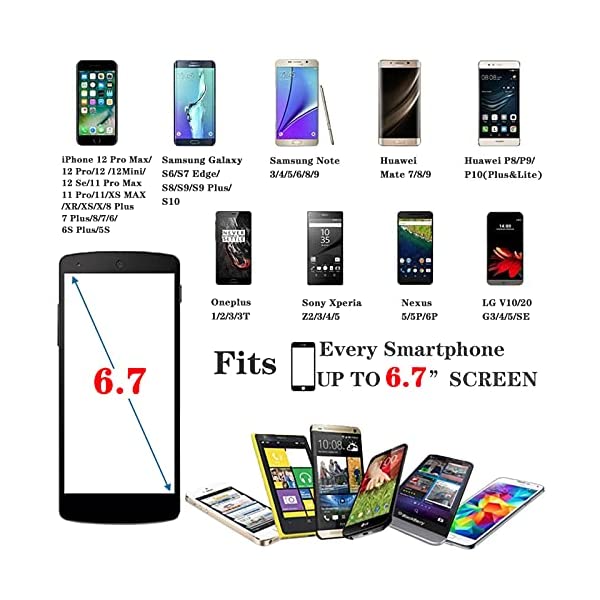 iPhone 12 Pro Max/
12 Pro/12 /12Mini/
12 Se/11 Pro Max
11 Pro/11/XS MAX
/XR/XS/X/8 Plus
7 Plus/8/7/6/
6S Plus/5S
Samsung Galaxy
S6/S7 Edge/
S8/S9/S9 Plus/
S10
Samsung Note
3/4/5/6/8/9
Huawei
Mate 7/8/9
Huawei P8/P9/
P10(Plus&Lite)
NEVER
SETTLE
Oneplus
1/2/3/3T
Sony Xperia
Z2/3/4/5
Nexus
5/5P/6P
LG V10/20
G3/4/5/SE
6.7
Fits
Every Smartphone
UP TO 6.7” SCREEN
BlackBerry